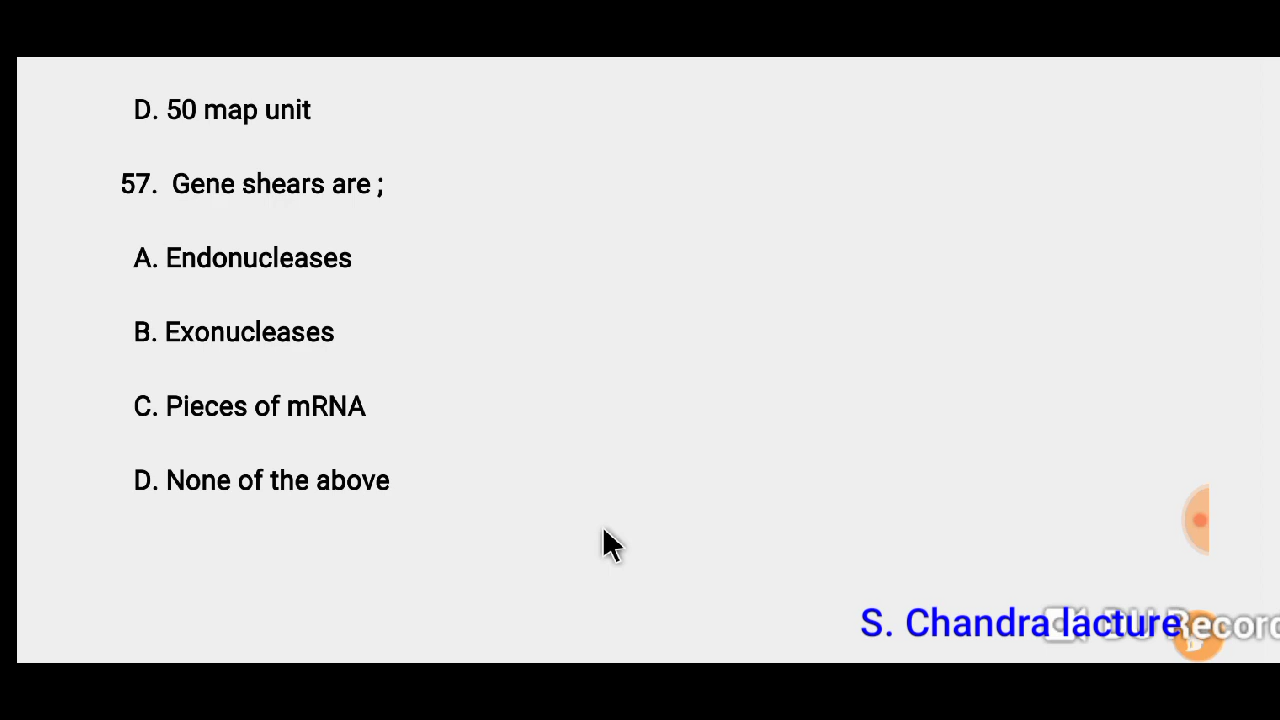 D. 50 map unit
57. Gene shears are ;
A. Endonucleases
B. Exonucleases
C. Pieces of mRNA
D. None of the above
S. Chandra lacture